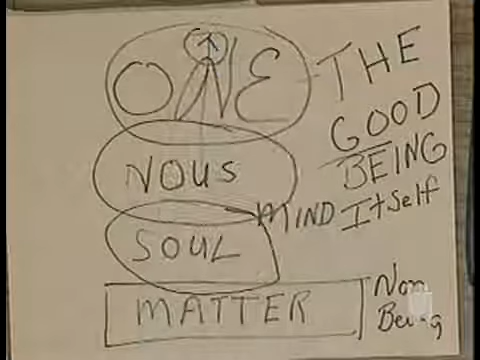 ONE
THE
GOOD
BEING
ItSelf
NOUS
MIND
SOUL
MATTER
Non
Being